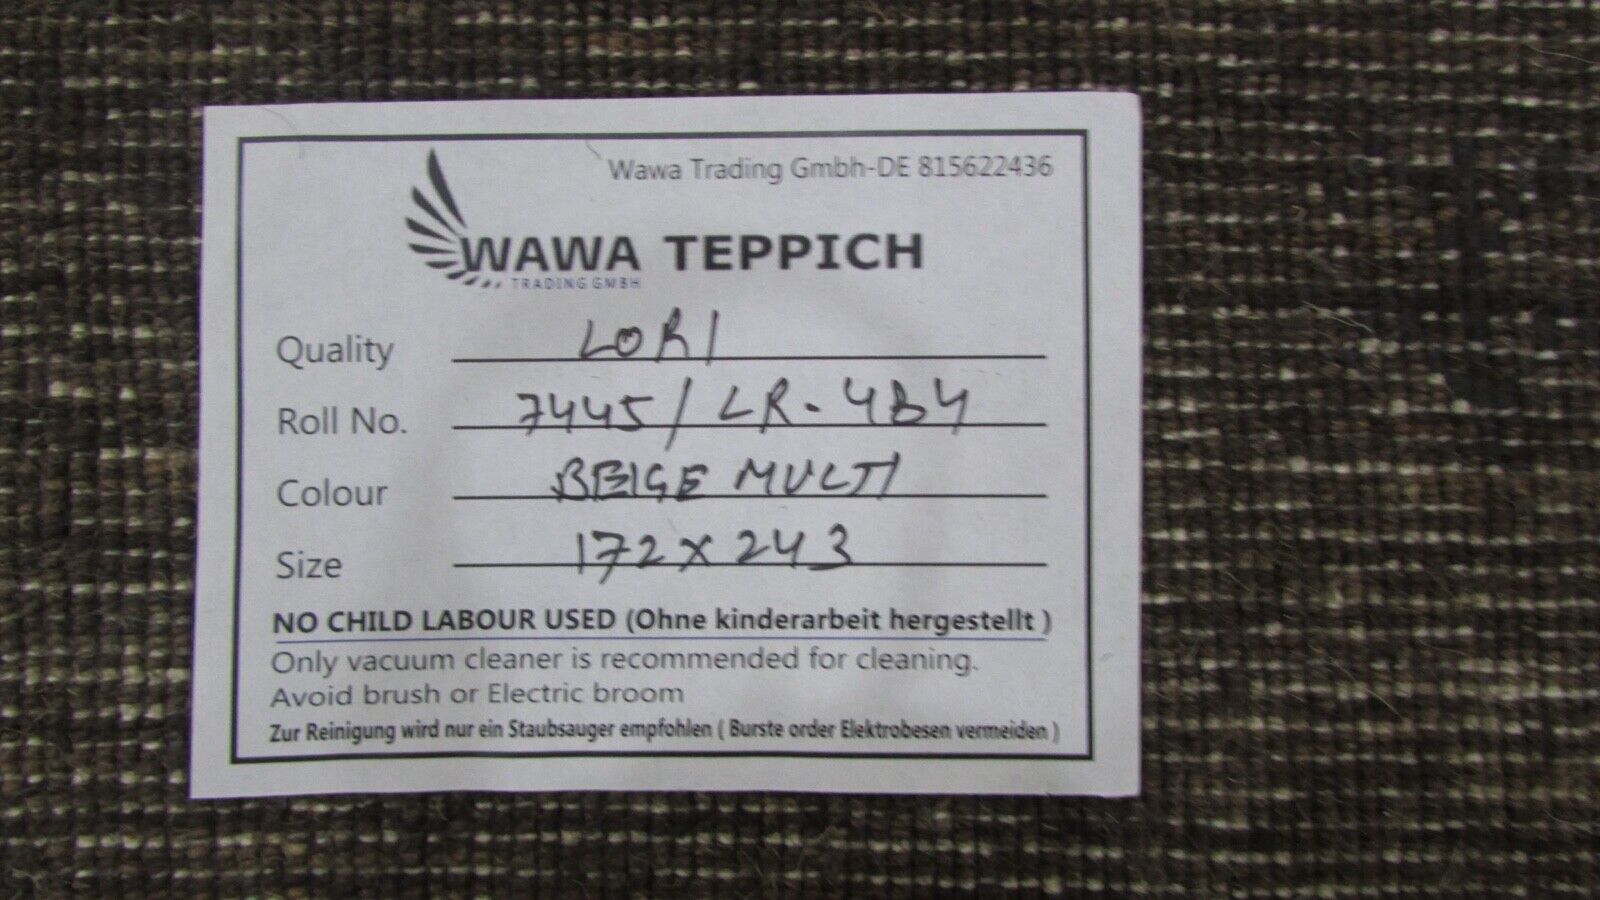 Wawa Trading Gmbh-DE 815622436
WAWA TEPPICH
TRADING GMBH
Quality LORI
Roll No. 7445/LR-4B4
Colour BEIGE MULTI
Size 172x243
NO CHILD LABOUR USED (Ohne kinderarbeit hergestellt )
Only vacuum cleaner is recommended for cleaning.
Avoid brush or Electric broom
Zur Reinigung wird nur ein Staubsauger empfohlen ( Burste order Elektrobesen vermeiden )